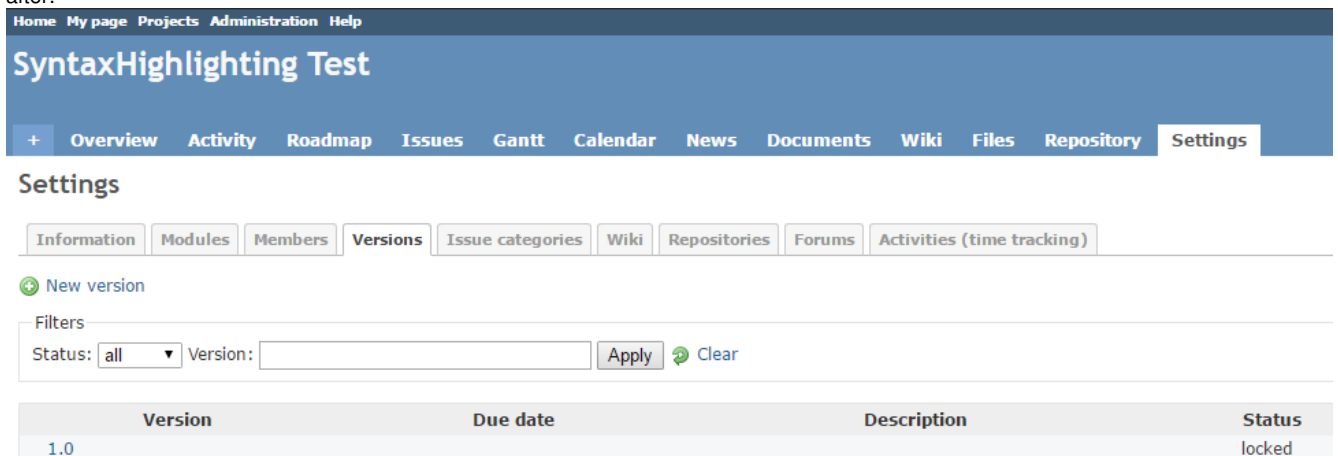 after:
Home My page Projects Administration Help
SyntaxHighlighting Test
+ Overview Activity Roadmap Issues Gantt Calendar News Documents Wiki Files Repository Settings
Settings
Information Modules Members Versions Issue categories Wiki Repositories Forums Activities (time tracking)
New version
Filters
Status: all Version: Apply Clear
Version Due date Description Status
1.0 locked